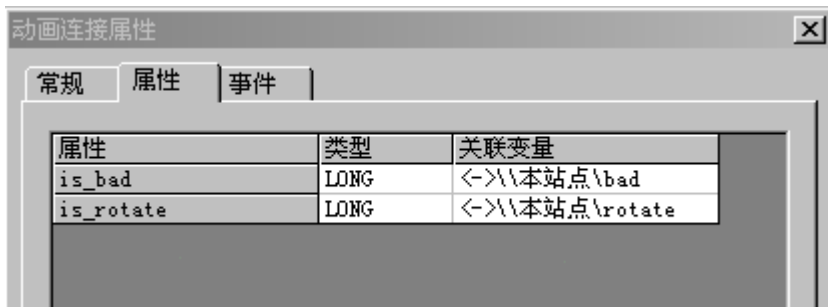 动画连接属性
常规 属性 事件
属性 类型 关联变量
is_bad LONG <->\\本站点\bad
is_rotate LONG <->\\本站点\rotate